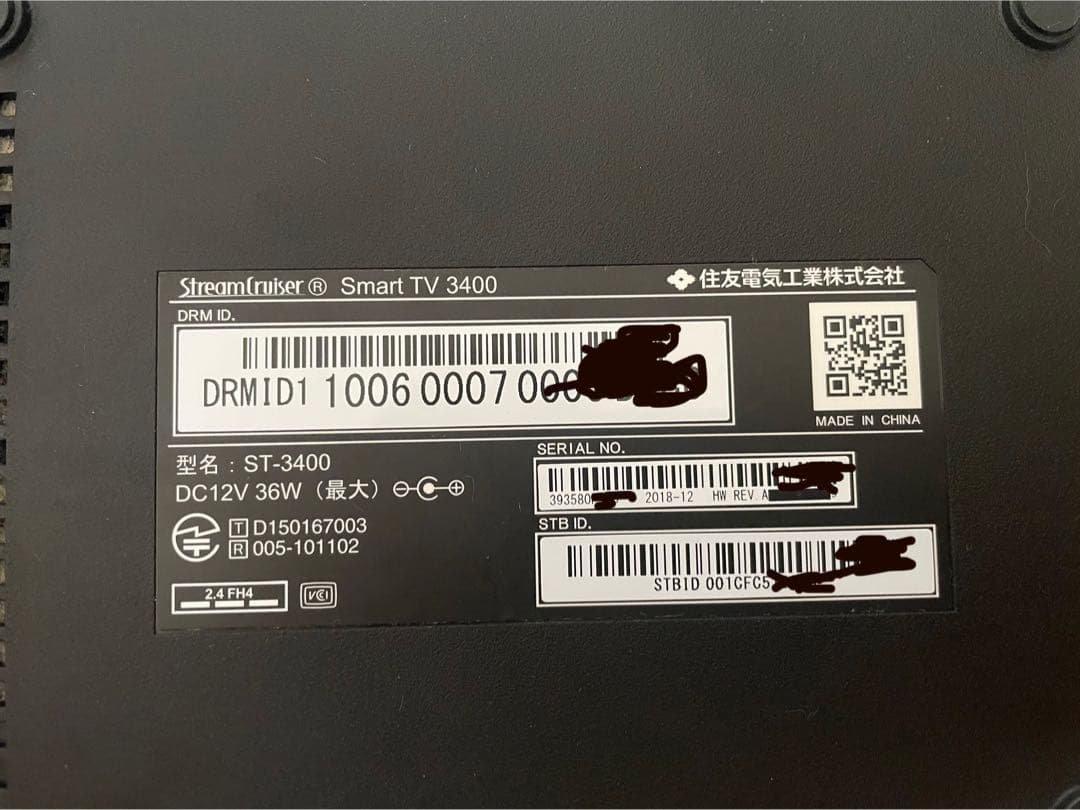 StreamCruiser® Smart TV 3400
住友電気工業株式会社
DRM ID.
DRMID1 1006 0007 000
MADE IN CHINA
型名：ST-3400
DC12V 36W（最大）
T D150167003
R 005-101102
2.4 FH4
VCCI
SERIAL NO.
393580 2018-12 HW REV.A
STB ID.
STBID 001CFC5